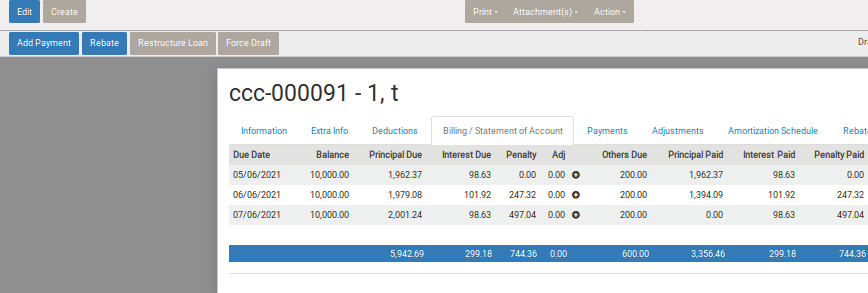 Edit Create Print Attachment(s) Action
Add Payment Rebate Restructure Loan Force Draft
ccc-000091 - 1, t
Information Extra Info Deductions Billing / Statement of Account Payments Adjustments Amortization Schedule
Due Date Balance Principal Due Interest Due Penalty Adj Others Due Principal Paid Interest Paid Penalty Paid
05/06/2021 10,000.00 1,962.37 98.63 0.00 0.00 200.00 1,962.37 98.63 0.00
06/06/2021 10,000.00 1,979.08 101.92 247.32 0.00 200.00 1,394.09 101.92 247.32
07/06/2021 10,000.00 2,001.24 98.63 497.04 0.00 200.00 0.00 98.63 497.04
5,942.69 299.18 744.36 0.00 600.00 3,356.46 299.18 744.36